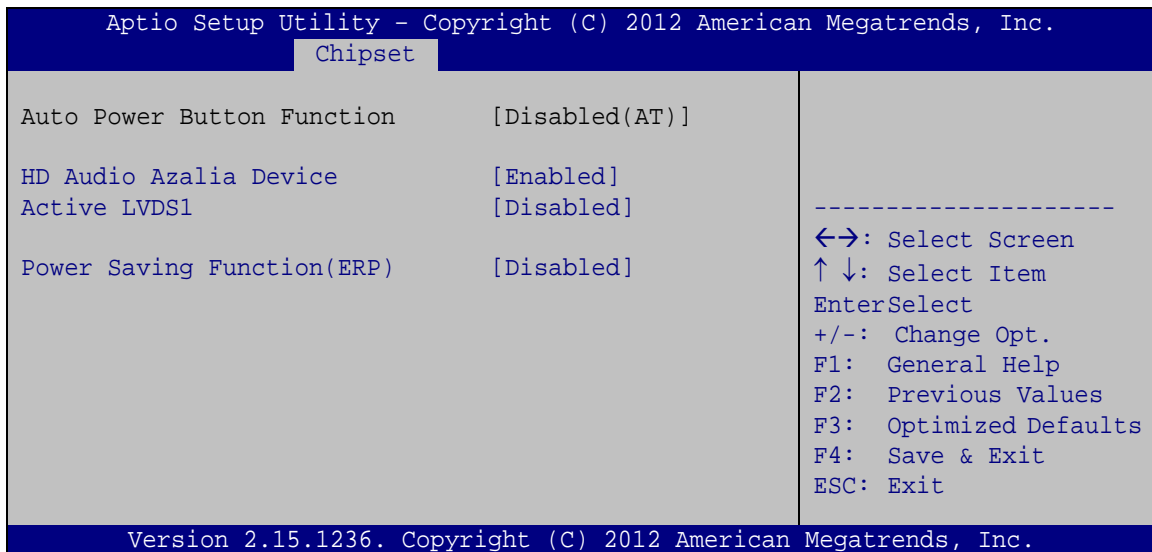 Aptio Setup Utility – Copyright (C) 2012 American Megatrends, Inc.
Chipset
Auto Power Button Function [Disabled(AT)]
HD Audio Azalia Device [Enabled]
Active LVDS1 [Disabled]
Power Saving Function(ERP) [Disabled]
---------------------
←→: Select Screen
↑ ↓: Select Item
EnterSelect
+/-: Change Opt.
F1: General Help
F2: Previous Values
F3: Optimized Defaults
F4: Save & Exit
ESC: Exit
Version 2.15.1236. Copyright (C) 2012 American Megatrends, Inc.